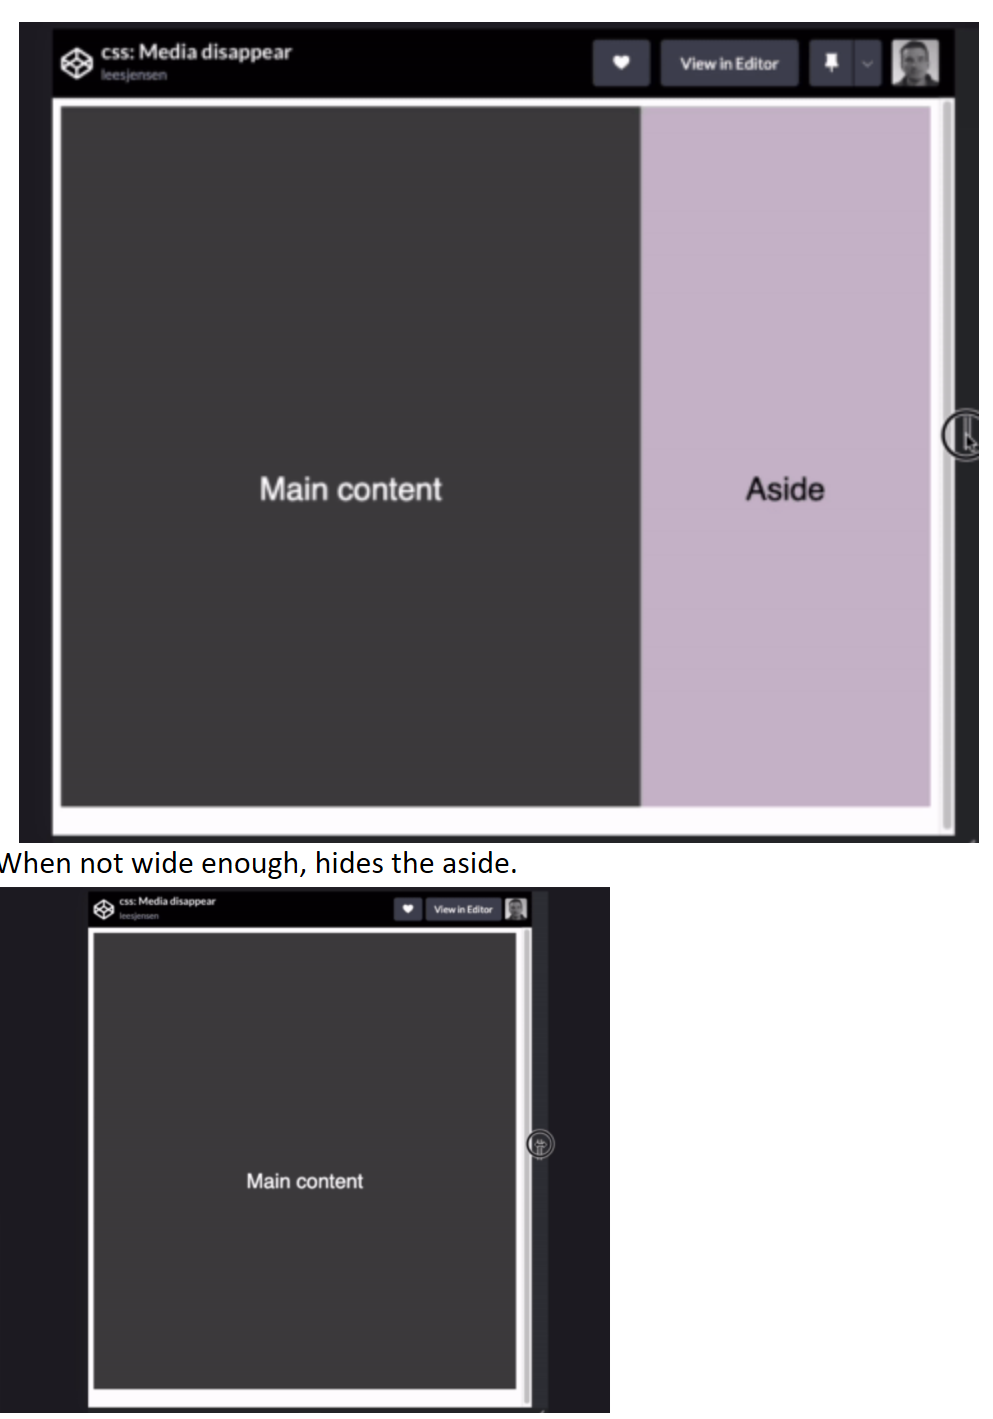 css: Media disappear
leesjensen
View in Editor
Main content
Aside
When not wide enough, hides the aside.
css: Media disappear
leesjensen
View in Editor
Main content